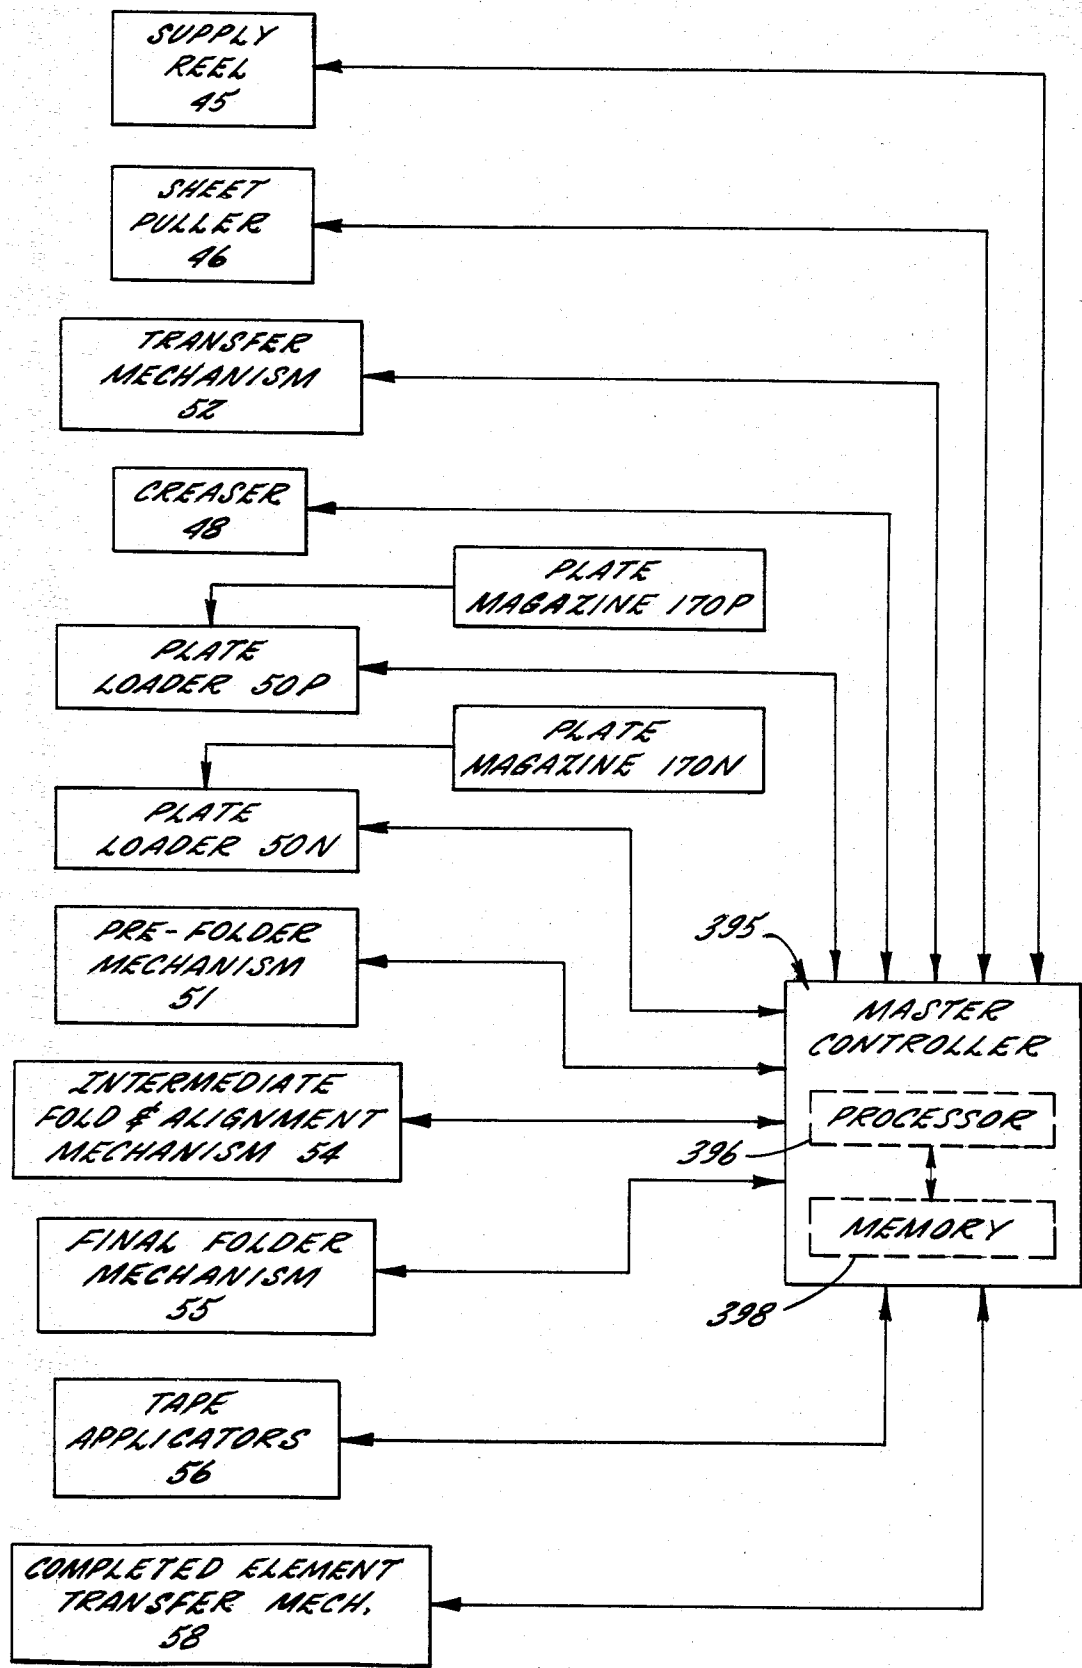 SUPPLY
REEL
45
SHEET
PULLER
46
TRANSFER
MECHANISM
52
CREASER
48
PLATE
MAGAZINE 170P
PLATE
LOADER 50P
PLATE
MAGAZINE 170N
PLATE
LOADER 50N
PRE-FOLDER
MECHANISM
51
395
MASTER
CONTROLLER
INTERMEDIATE
FOLD & ALIGNMENT
MECHANISM 54
PROCESSOR
396
MEMORY
398
FINAL FOLDER
MECHANISM
55
TAPE
APPLICATORS
56
COMPLETED ELEMENT
TRANSFER MECH.
58